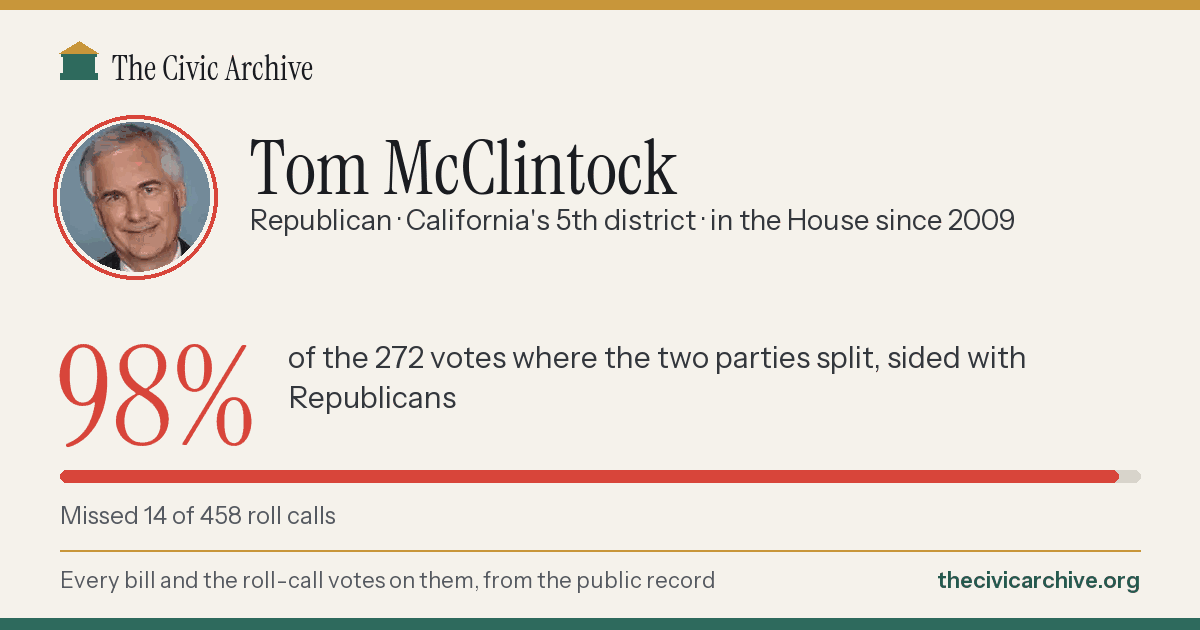 The Civic Archive
Tom McClintock
Republican · California's 5th district · in the House since 2009
98%
of the 272 votes where the two parties split, sided with
Republicans
Missed 14 of 458 roll calls
Every bill and the roll-call votes on them, from the public record
thecivicarchive.org